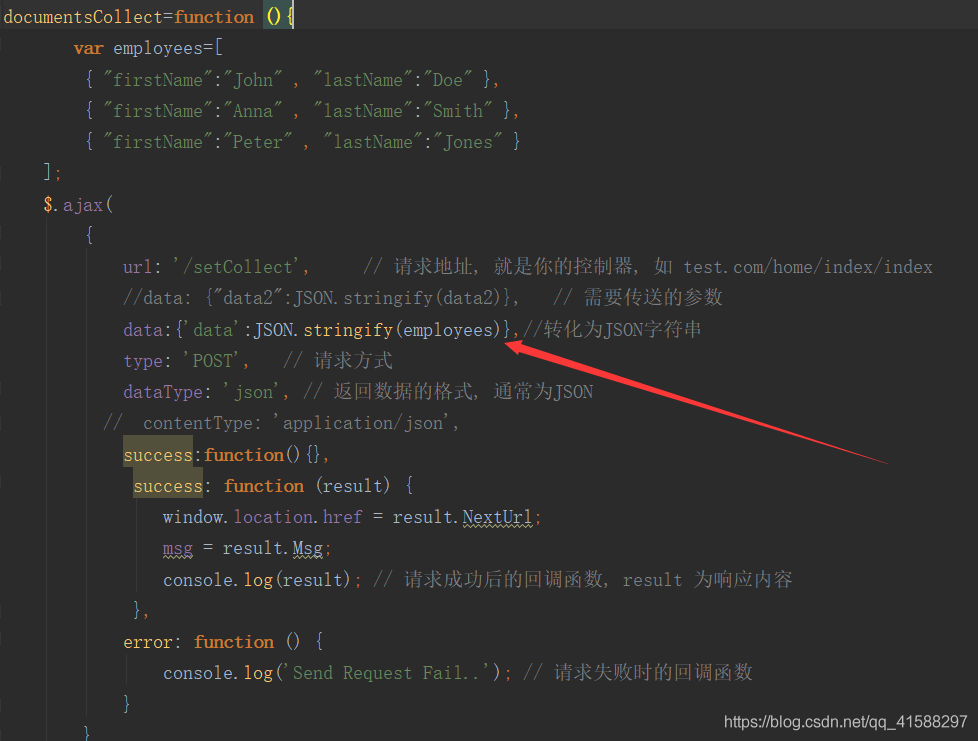 documentsCollect=function (){
var employees=[
{ "firstName":"John" , "lastName":"Doe" },
{ "firstName":"Anna" , "lastName":"Smith" },
{ "firstName":"Peter" , "lastName":"Jones" }
];
$.ajax(
{
url: '/setCollect', // 请求地址, 就是你的控制器, 如 test.com/home/index/index
//data: {"data2":JSON.stringify(data2)}, // 需要传送的参数
data:{'data':JSON.stringify(employees)},//转化为JSON字符串
type: 'POST', // 请求方式
dataType: 'json', // 返回数据的格式, 通常为JSON
// contentType: 'application/json',
success:function(){},
success: function (result) {
window.location.href = result.NextUrl;
msg = result.Msg;
console.log(result); // 请求成功后的回调函数, result 为响应内容
},
error: function () {
console.log('Send Request Fail..'); // 请求失败时的回调函数
}
}
https://blog.csdn.net/qq_41588297